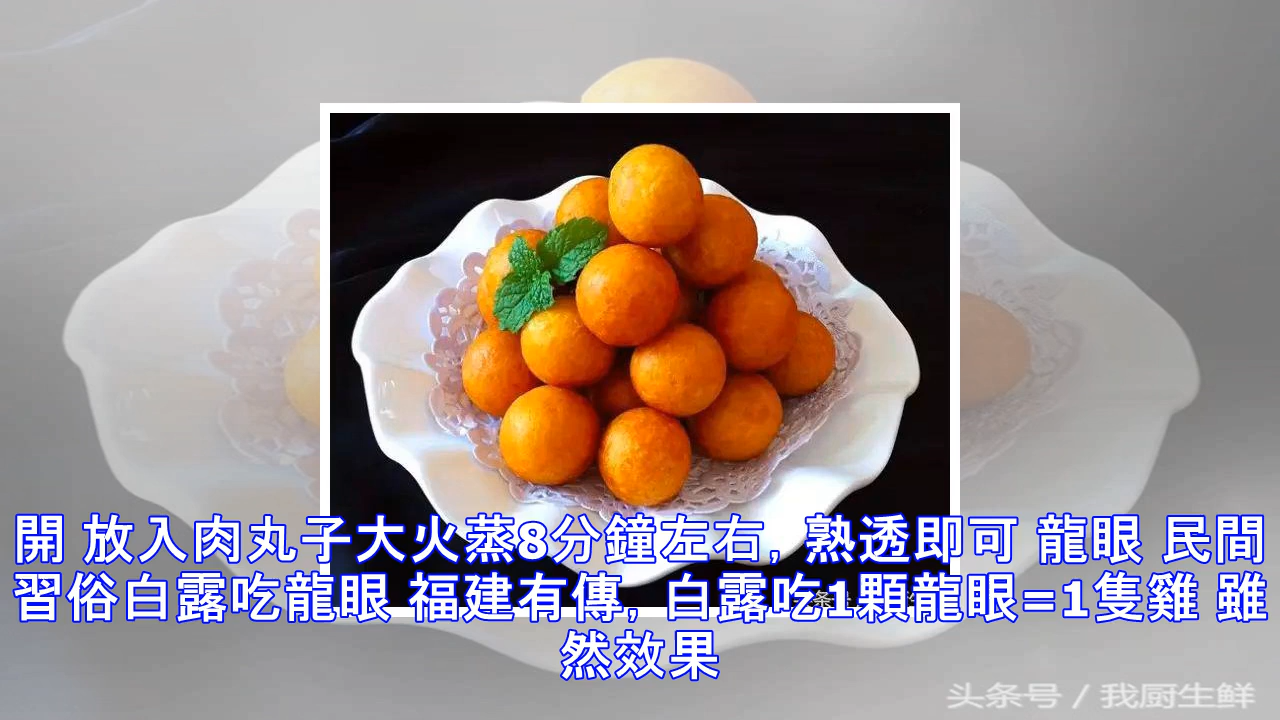 開 放入肉丸子大火蒸8分鐘左右, 熟透即可 龍眼 民間
習俗白露吃龍眼 福建有傳, 白露吃1顆龍眼=1隻雞 雖
然效果
头条号 / 我厨生鲜